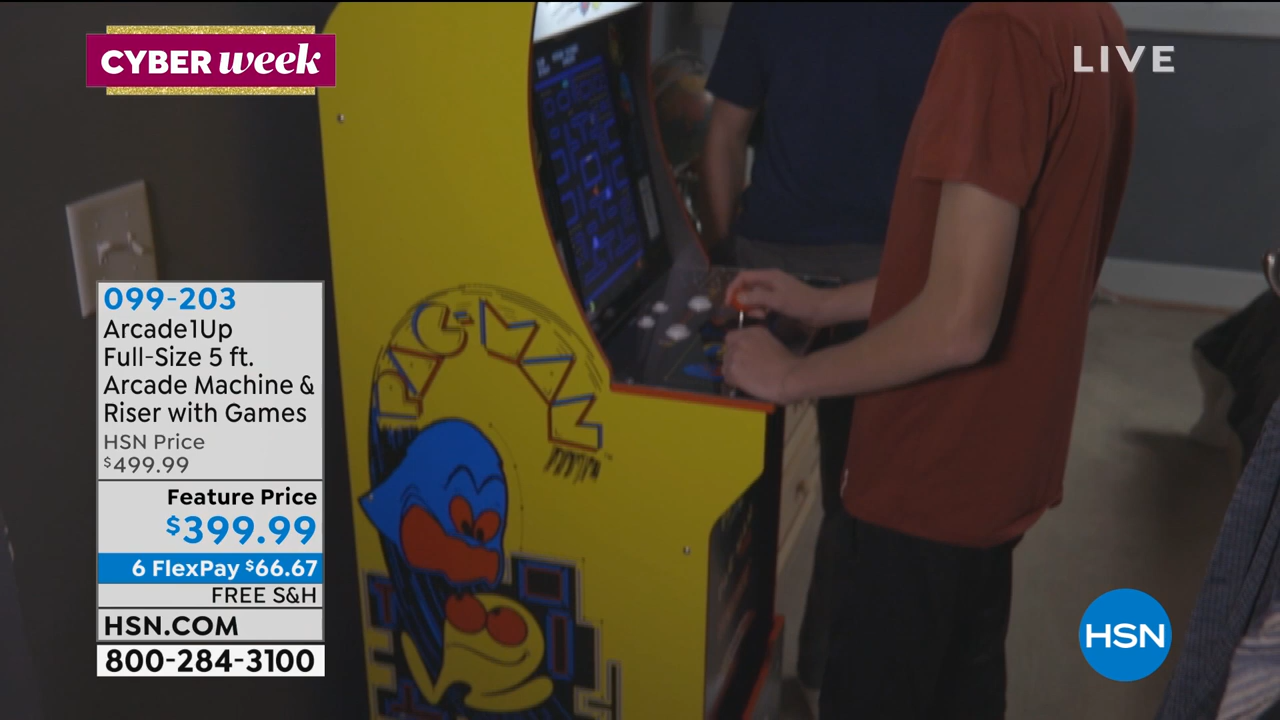 CYBER week
LIVE
099-203
Arcade1Up
Full-Size 5 ft.
Arcade Machine &
Riser with Games
HSN Price
$499.99
Feature Price
$399.99
6 FlexPay $66.67
FREE S&H
HSN.COM
800-284-3100
PAC-MAN
HSN